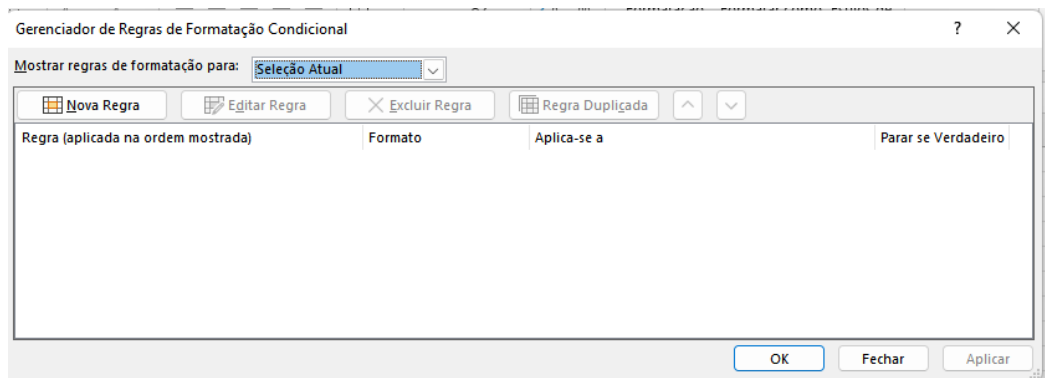 Gerenciador de Regras de Formatação Condicional
?
Mostrar regras de formatação para: Seleção Atual
Nova Regra Editar Regra Excluir Regra Regra Duplicada
Regra (aplicada na ordem mostrada) Formato Aplica-se a Parar se Verdadeiro
OK Fechar Aplicar